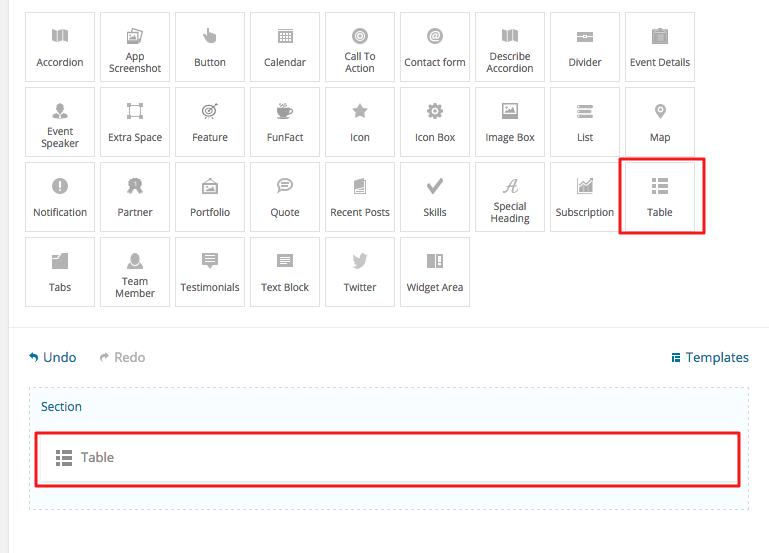 Accordion
App
Screenshot
Button
Calendar
Call To
Action
Contact form
Describe
Accordion
Divider
Event Details
Event
Speaker
Extra Space
Feature
FunFact
Icon
Icon Box
Image Box
List
Map
Notification
Partner
Portfolio
Quote
Recent Posts
Skills
Special
Heading
Subscription
Table
Tabs
Team
Member
Testimonials
Text Block
Twitter
Widget Area
Undo
Redo
Templates
Section
Table